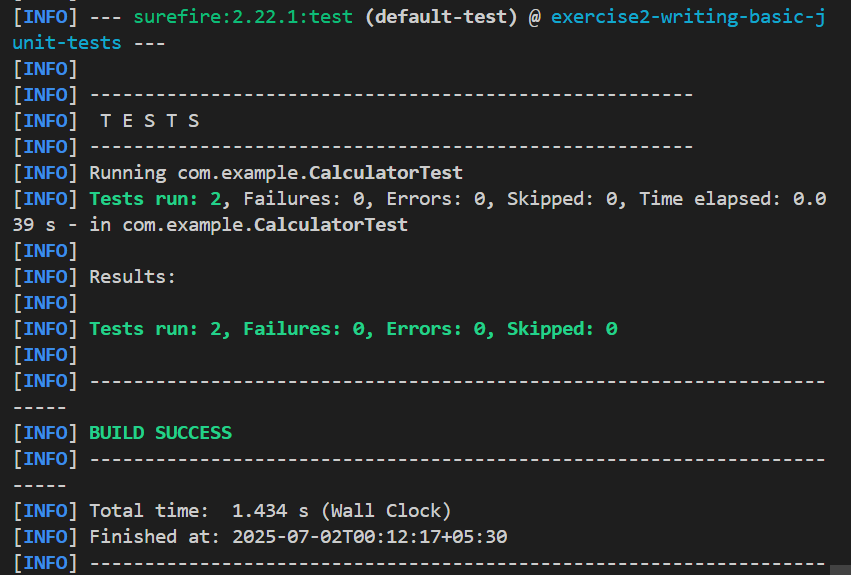 [INFO] --- surefire:2.22.1:test (default-test) @ exercise2-writing-basic-j
unit-tests ---
[INFO]
[INFO] -------------------------------------------------------
[INFO]  T E S T S
[INFO] -------------------------------------------------------
[INFO] Running com.example.CalculatorTest
[INFO] Tests run: 2, Failures: 0, Errors: 0, Skipped: 0, Time elapsed: 0.0
39 s - in com.example.CalculatorTest
[INFO]
[INFO] Results:
[INFO]
[INFO] Tests run: 2, Failures: 0, Errors: 0, Skipped: 0
[INFO]
[INFO] -------------------------------------------------------------------
-----
[INFO] BUILD SUCCESS
[INFO] -------------------------------------------------------------------
-----
[INFO] Total time:  1.434 s (Wall Clock)
[INFO] Finished at: 2025-07-02T00:12:17+05:30
[INFO] -------------------------------------------------------------------